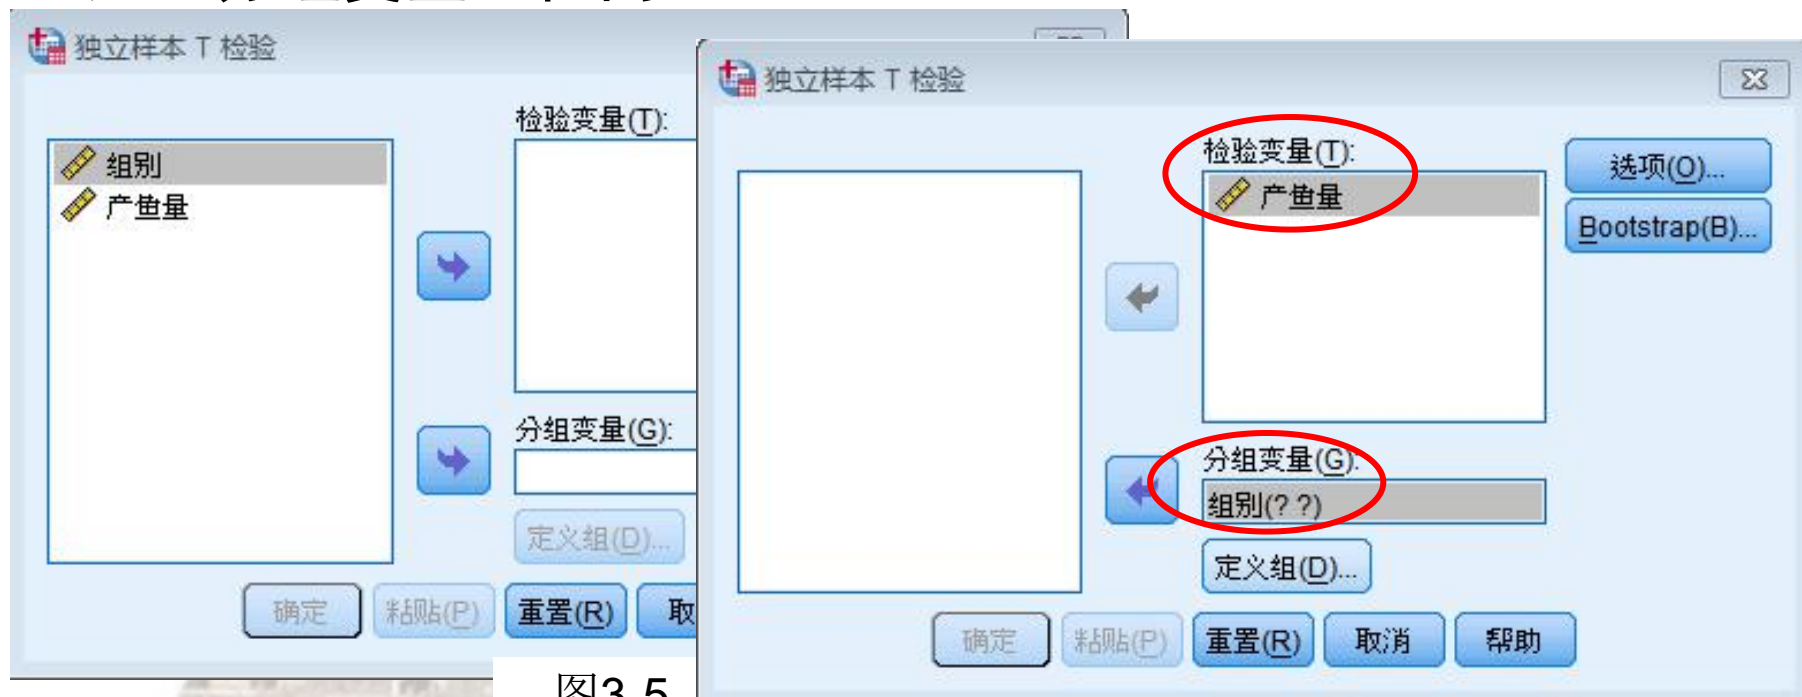 独立样本 T 检验
检验变量(T):
组别
产鱼量
分组变量(G):
定义组(D)...
确定
粘贴(P)
重置(R)
取
独立样本 T 检验
检验变量(T):
产鱼量
选项(O)...
Bootstrap(B)...
分组变量(G):
组别(? ?)
定义组(D)...
确定
粘贴(P)
重置(R)
取消
帮助
图3.5